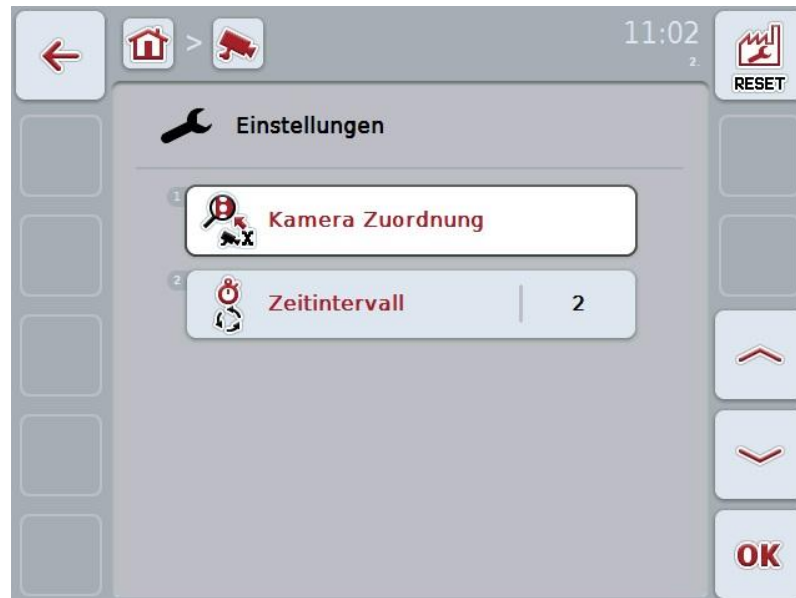 >
11:02
2.
RESET
Einstellungen
1
Kamera Zuordnung
X
2
Zeitintervall 2
OK